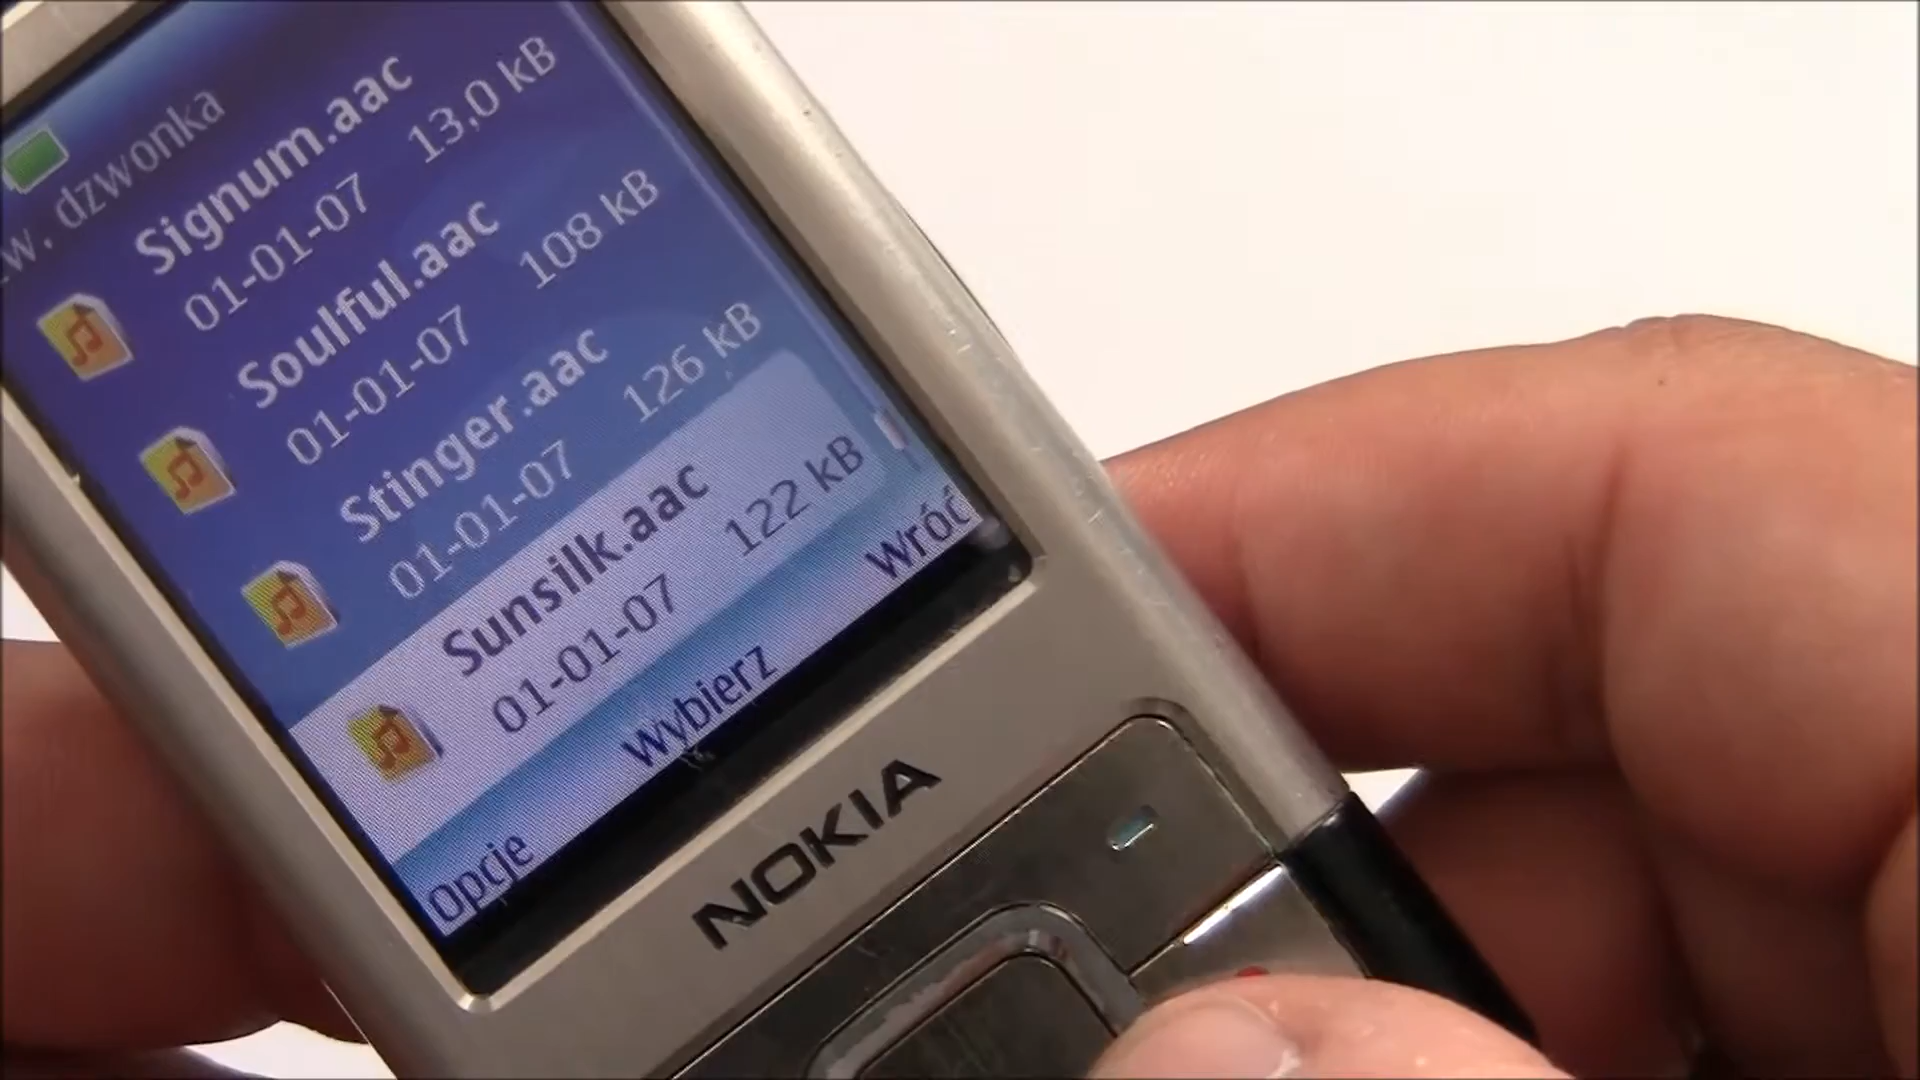 w. dzwonka
Signum.aac
01-01-07 13,0 kB
Soulful.aac
01-01-07 108 kB
Stinger.aac
01-01-07 126 kB
Sunsilk.aac
01-01-07 122 kB
Opcje Wybierz Wróć
NOKIA